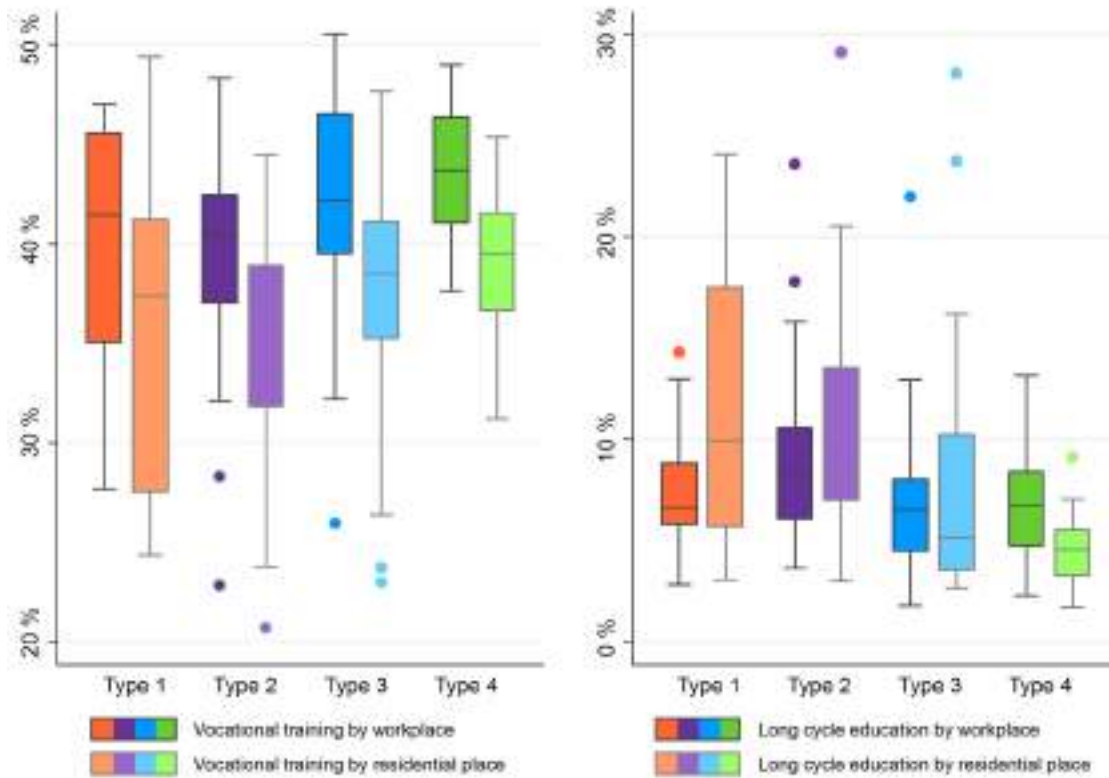 50 %
40 %
30 %
20 %
Type 1 Type 2 Type 3 Type 4
Vocational training by workplace
Vocational training by residential place
30 %
20 %
10 %
0 %
Type 1 Type 2 Type 3 Type 4
Long cycle education by workplace
Long cycle education by residential place